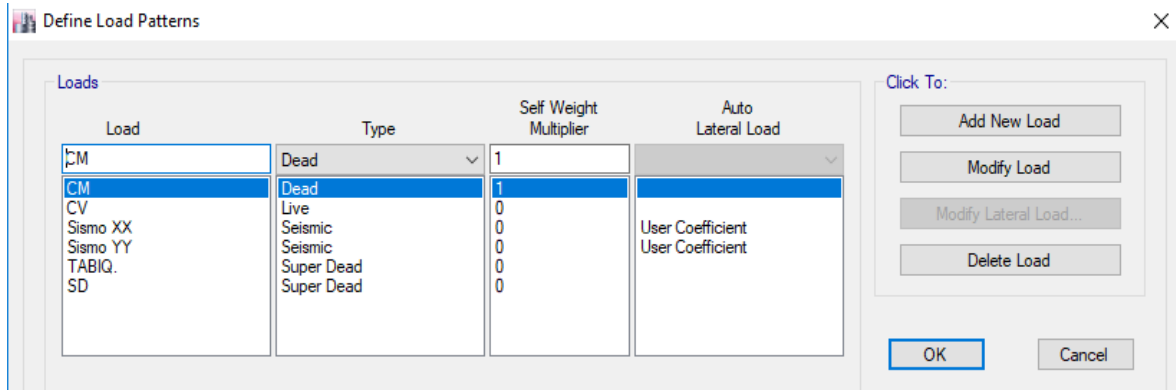 Define Load Patterns
Loads
Click To:
Load Type Self Weight Multiplier Auto Lateral Load
CM Dead 1
CM Dead 1
CV Live 0
Sismo XX Seismic 0 User Coefficient
Sismo YY Seismic 0 User Coefficient
TABIQ. Super Dead 0
SD Super Dead 0
Add New Load
Modify Load
Modify Lateral Load...
Delete Load
OK Cancel